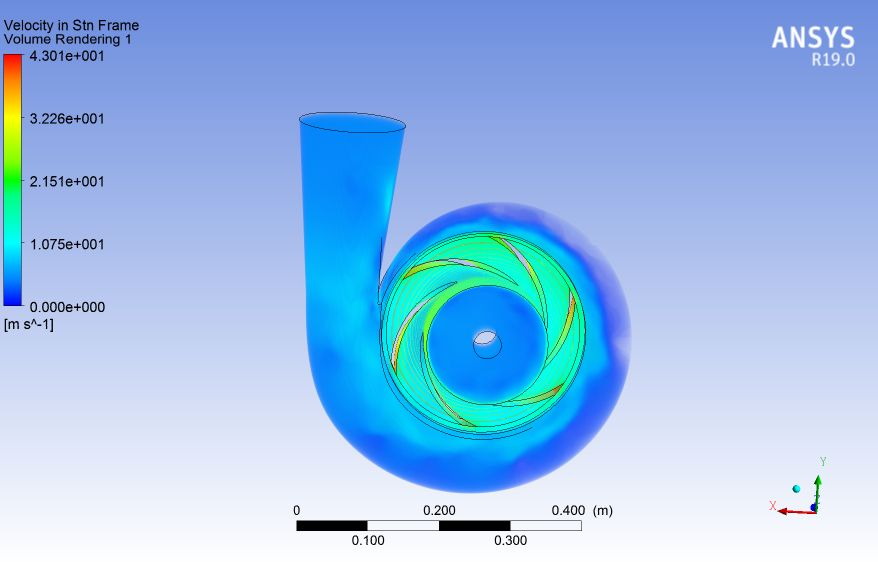 Velocity in Stn Frame
Volume Rendering 1
4.301e+001
3.226e+001
2.151e+001
1.075e+001
0.000e+000
[m s^-1]
ANSYS
R19.0
0 0.200 0.400 (m)
0.100 0.300
Y
X
Z